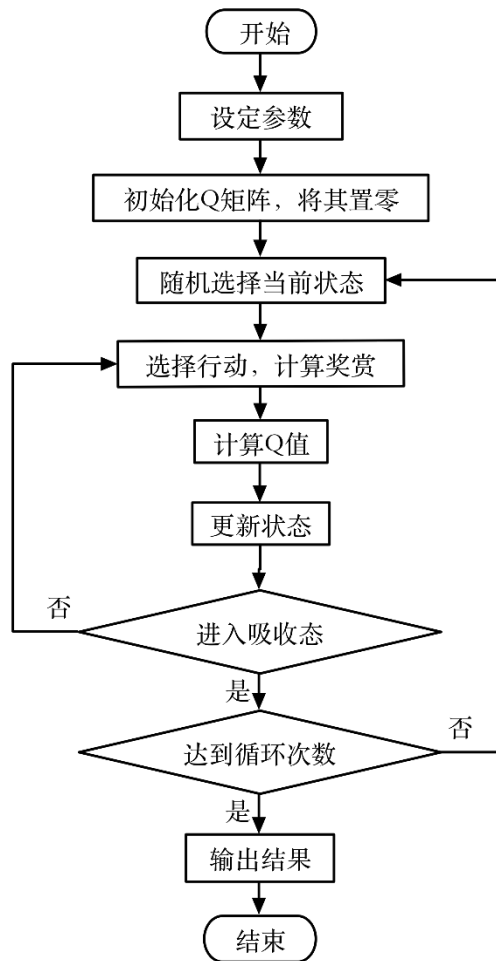 开始
设定参数
初始化Q矩阵，将其置零
随机选择当前状态
选择行动，计算奖赏
计算Q值
更新状态
否
进入吸收态
是
否
达到循环次数
是
输出结果
结束